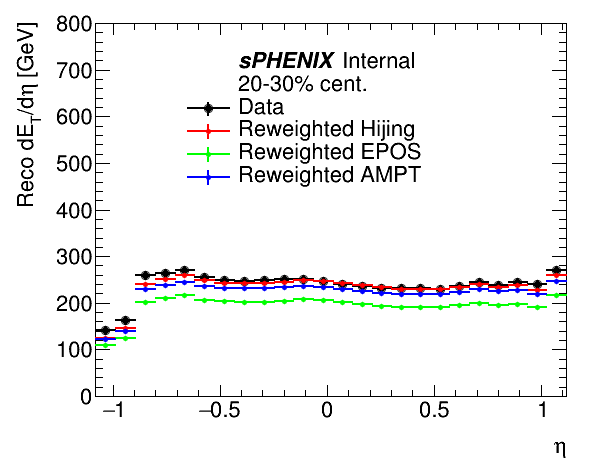 Reco dE_T/dη [GeV]
800
700
600
500
400
300
200
100
0
sPHENIX Internal
20-30% cent.
Data
Reweighted Hijing
Reweighted EPOS
Reweighted AMPT
−1
−0.5
0
0.5
1
η